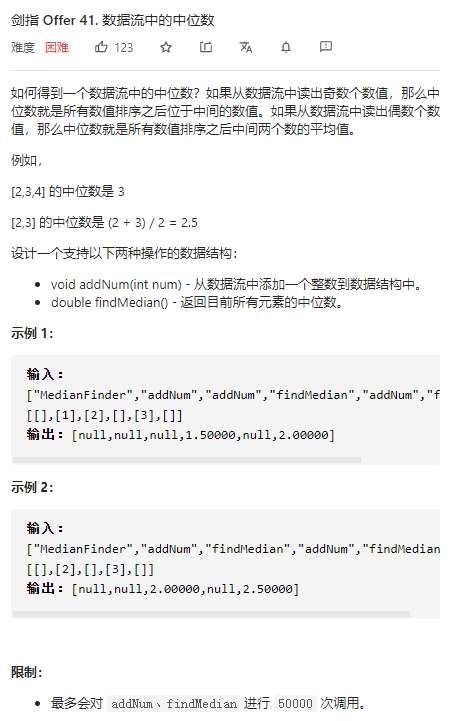 剑指 Offer 41. 数据流中的中位数
难度 困难 123
如何得到一个数据流中的中位数？如果从数据流中读出奇数个数值，那么中
位数就是所有数值排序之后位于中间的数值。如果从数据流中读出偶数个数
值，那么中位数就是所有数值排序之后中间两个数的平均值。
例如，
[2,3,4] 的中位数是 3
[2,3] 的中位数是 (2 + 3) / 2 = 2.5
设计一个支持以下两种操作的数据结构：
• void addNum(int num) - 从数据流中添加一个整数到数据结构中。
• double findMedian() - 返回目前所有元素的中位数。
示例 1：
输入：
["MedianFinder","addNum","addNum","findMedian","addNum","f
[[],[1],[2],[],[3],[]]
输出：[null,null,null,1.50000,null,2.00000]
示例 2：
输入：
["MedianFinder","addNum","findMedian","addNum","findMedian
[[],[2],[],[3],[]]
输出：[null,null,2.00000,null,2.50000]
限制：
• 最多会对 addNum、findMedian 进行 50000 次调用。